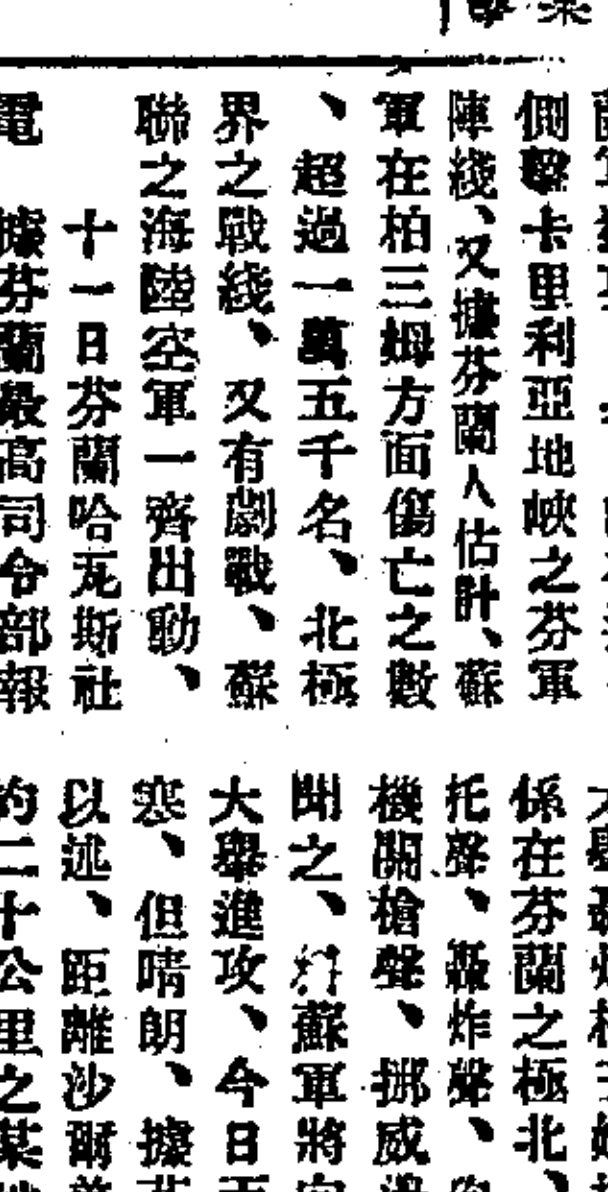 側擊卡里利亞地峽之芬軍
陣綫、又據芬蘭人估計、蘇
軍在柏三姆方面傷亡之數
、超過一萬五千名、北極
界之戰綫、又有劇戰、蘇
聯之海陸空軍一齊出動、
十一日芬蘭哈瓦斯社
電　據芬蘭最高司令部報
係在芬蘭之極北、
托聲、轟炸聲、
機關槍聲、挪威
聞之、蘇軍將
大舉進攻、今日
寒、但晴朗、據
以述、距離沙爾
約二十公里之某